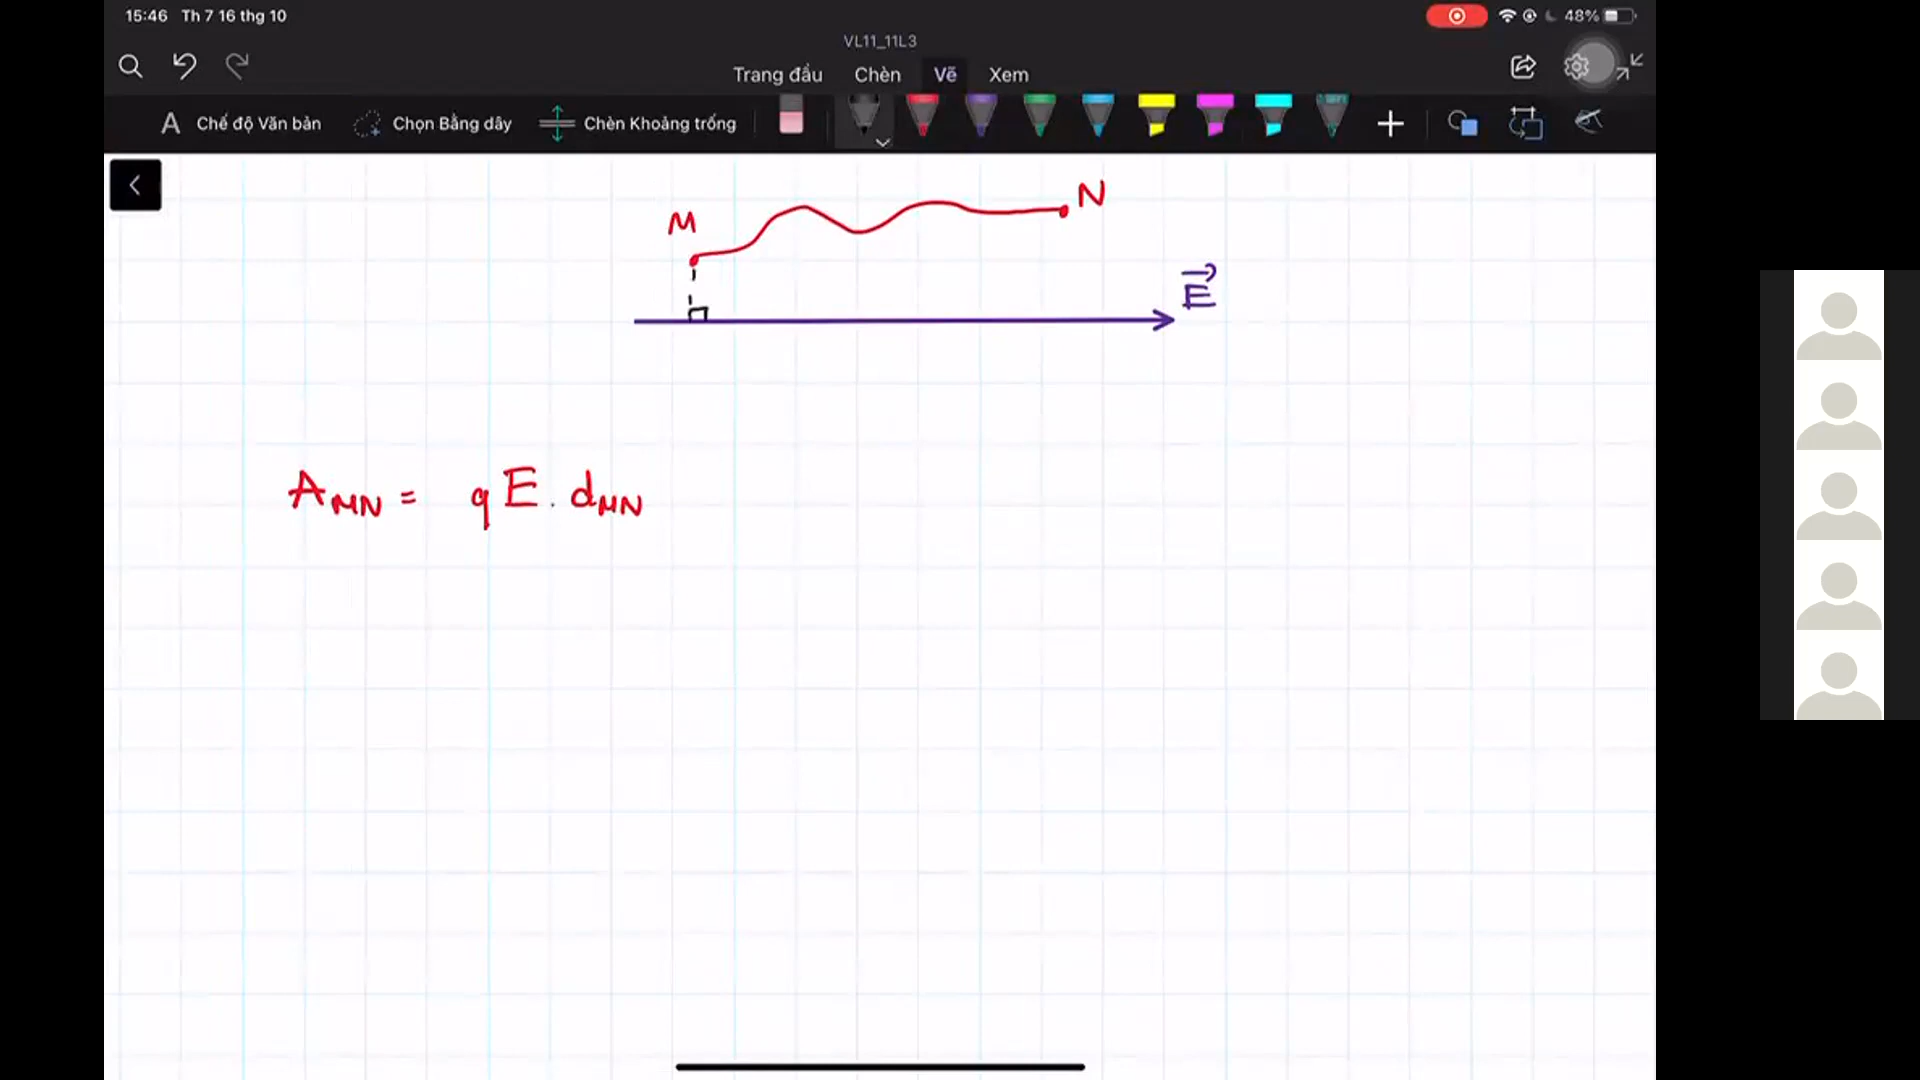 15:46 Th 7 16 thg 10
48%
VL11_11L3
Trang đầu Chèn Vẽ Xem
A Chế độ Văn bản Chọn Bằng dây Chèn Khoảng trống
M
N
E
A_MN = qE.d_MN